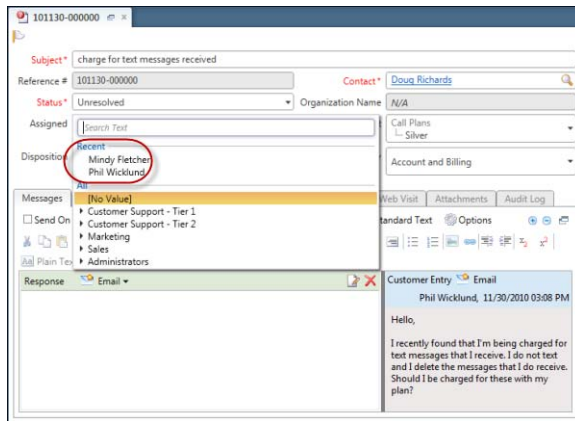 101130-000000
Subject* charge for text messages received
Reference # 101130-000000 Contact* Doug Richards
Status* Unresolved Organization Name N/A
Assigned Search Text Call Plans
Silver
Recent
Disposition Mindy Fletcher Account and Billing
Phil Wicklund
All
Messages [No Value] Web Visit Attachments Audit Log
Send On Customer Support - Tier 1 Standard Text Options
Customer Support - Tier 2
Marketing
Sales
Plain Administrators
Response Email Customer Entry Email
Phil Wicklund, 11/30/2010 03:08 PM
Hello,
I recently found that I'm being charged for
text messages that I receive. I do not text
and I delete the messages that I do receive.
Should I be charged for these with my
plan?